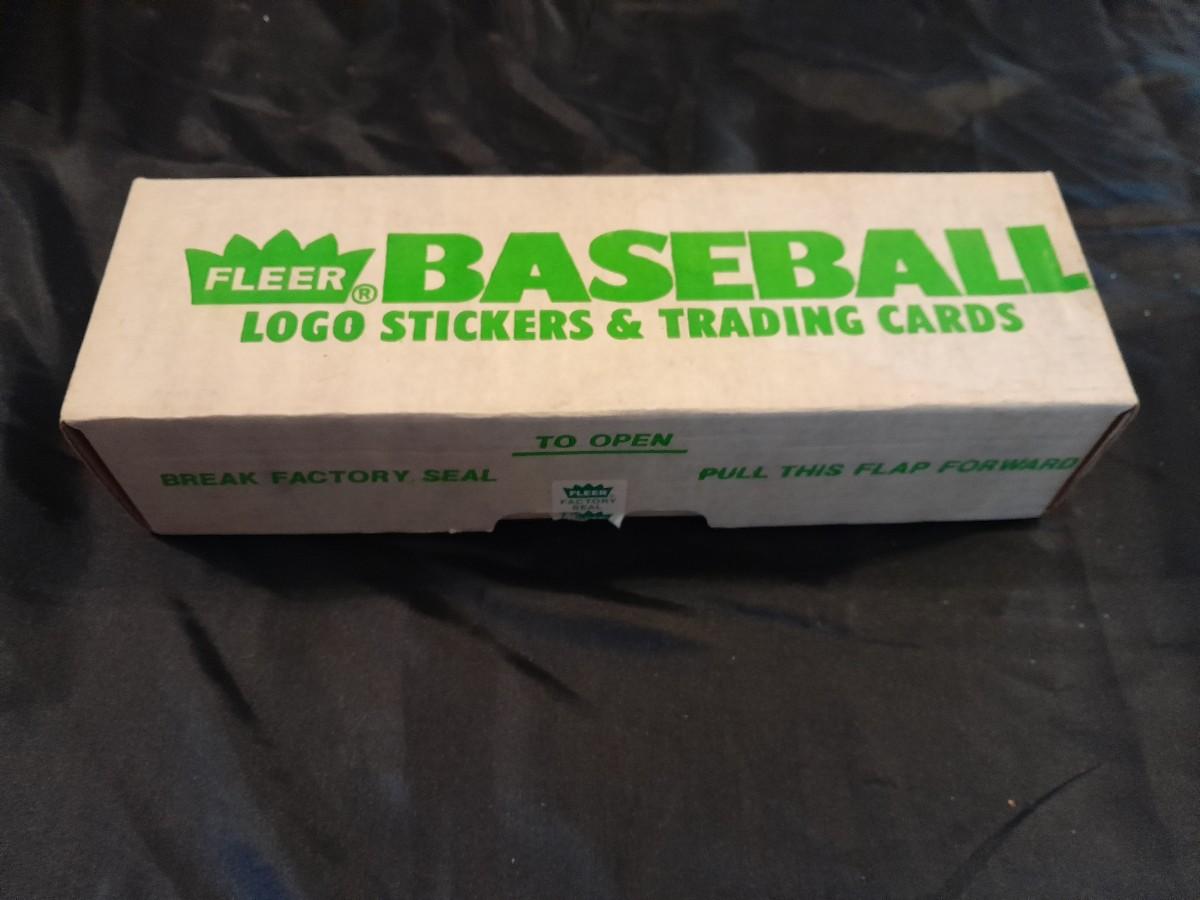 FLEER® BASEBALL
LOGO STICKERS & TRADING CARDS
TO OPEN
BREAK FACTORY SEAL
PULL THIS FLAP FORWARD
FLEER
FACTORY
SEAL